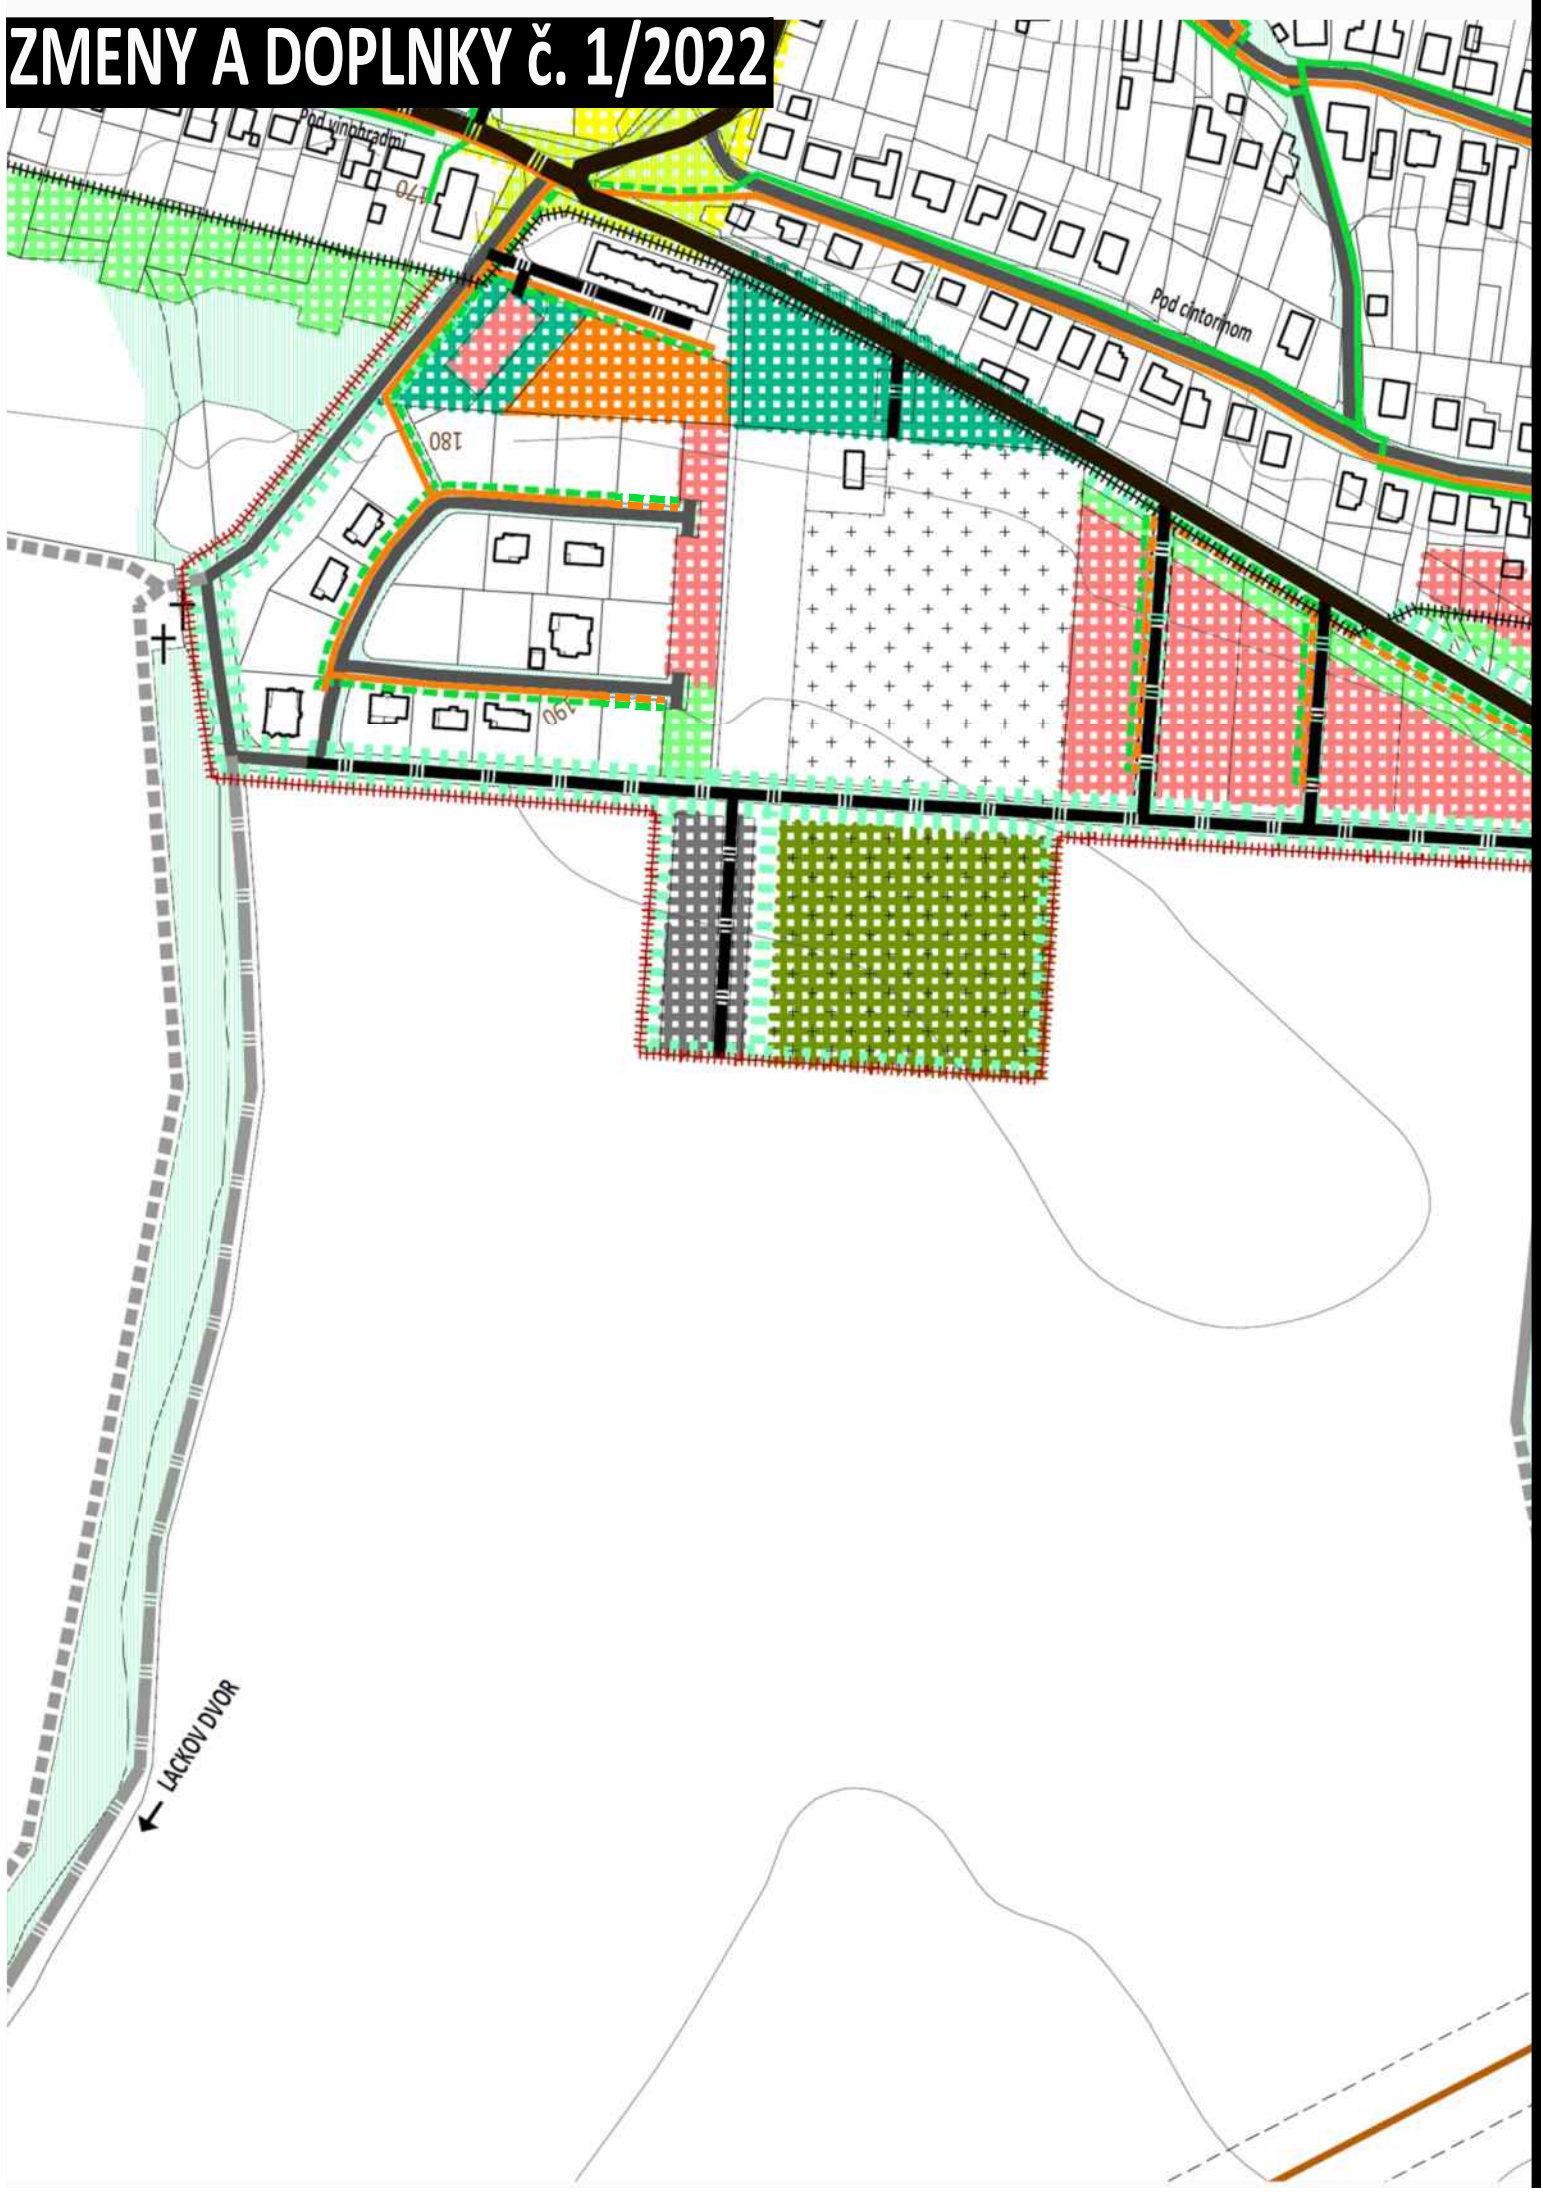 ZMENY A DOPLNKY č. 1/2022
Pod vinohradmi
170
Pod cintorínom
180
190
LACKOV DVOR